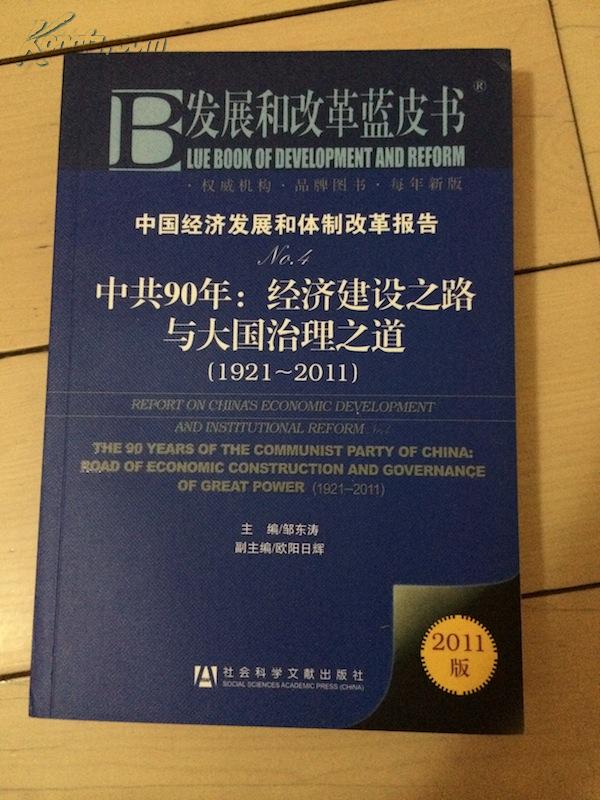 发展和改革蓝皮书®
BLUE BOOK OF DEVELOPMENT AND REFORM
·权威机构·品牌图书·每年新版
中国经济发展和体制改革报告
No.4
中共90年：经济建设之路
与大国治理之道
(1921～2011)
REPORT ON CHINA'S ECONOMIC DEVELOPMENT
AND INSTITUTIONAL REFORM
THE 90 YEARS OF THE COMMUNIST PARTY OF CHINA:
ROAD OF ECONOMIC CONSTRUCTION AND GOVERNANCE
OF GREAT POWER (1921–2011)
主 编/邹东涛
副主编/欧阳日辉
2011
版
社会科学文献出版社
SOCIAL SCIENCES ACADEMIC PRESS (CHINA)